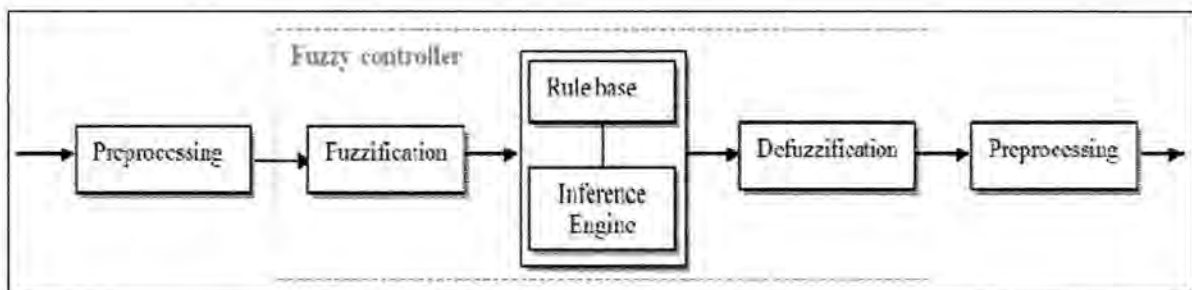 Fuzzy controller
Rule base
Preprocessing
Fuzzification
Inference
Engine
Defuzzification
Preprocessing